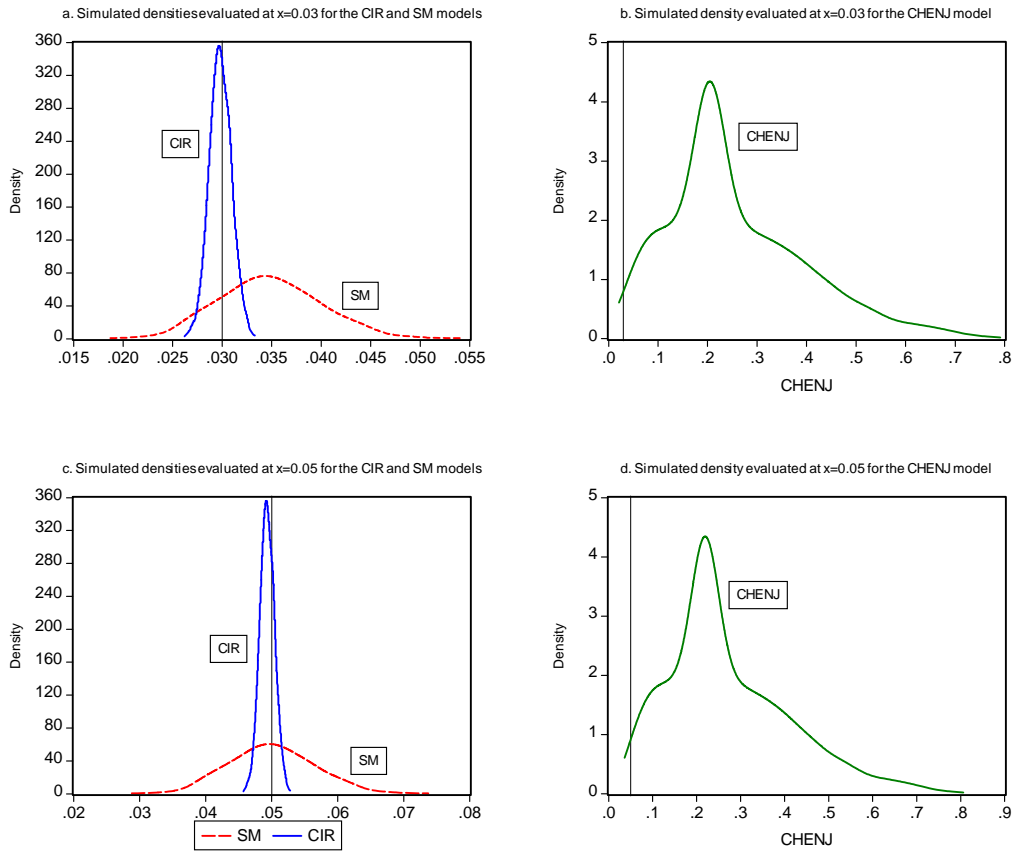 a. Simulated densities evaluated at x=0.03 for the CIR and SM models
360
320
280
240
200
160
120
80
40
0
Density
CIR
SM
.015 .020 .025 .030 .035 .040 .045 .050 .055
b. Simulated density evaluated at x=0.03 for the CHENJ model
5
4
3
2
1
0
Density
CHENJ
.0 .1 .2 .3 .4 .5 .6 .7 .8
CHENJ
c. Simulated densities evaluated at x=0.05 for the CIR and SM models
360
320
280
240
200
160
120
80
40
0
Density
CIR
SM
.02 .03 .04 .05 .06 .07 .08
SM CIR
d. Simulated density evaluated at x=0.05 for the CHENJ model
5
4
3
2
1
0
Density
CHENJ
.0 .1 .2 .3 .4 .5 .6 .7 .8 .9
CHENJ